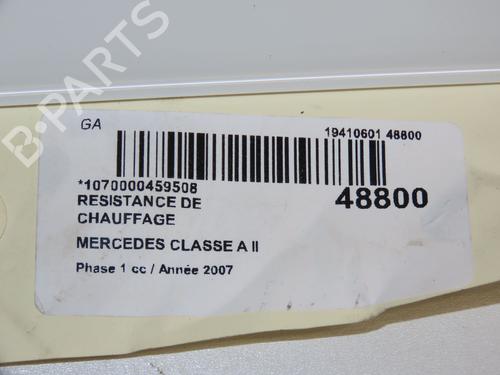 B-PARTS
GA
19410601 48800
*1070000459508
48800
RESISTANCE DE
CHAUFFAGE
MERCEDES CLASSE A II
Phase 1 cc / Année 2007